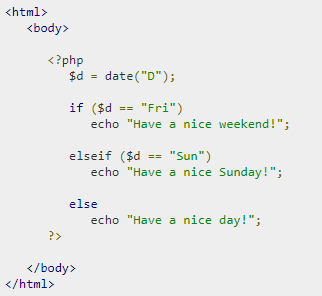 <html>
<body>
<?php
$d = date("D");
if ($d == "Fri")
echo "Have a nice weekend!";
elseif ($d == "Sun")
echo "Have a nice Sunday!";
else
echo "Have a nice day!";
?>
</body>
</html>